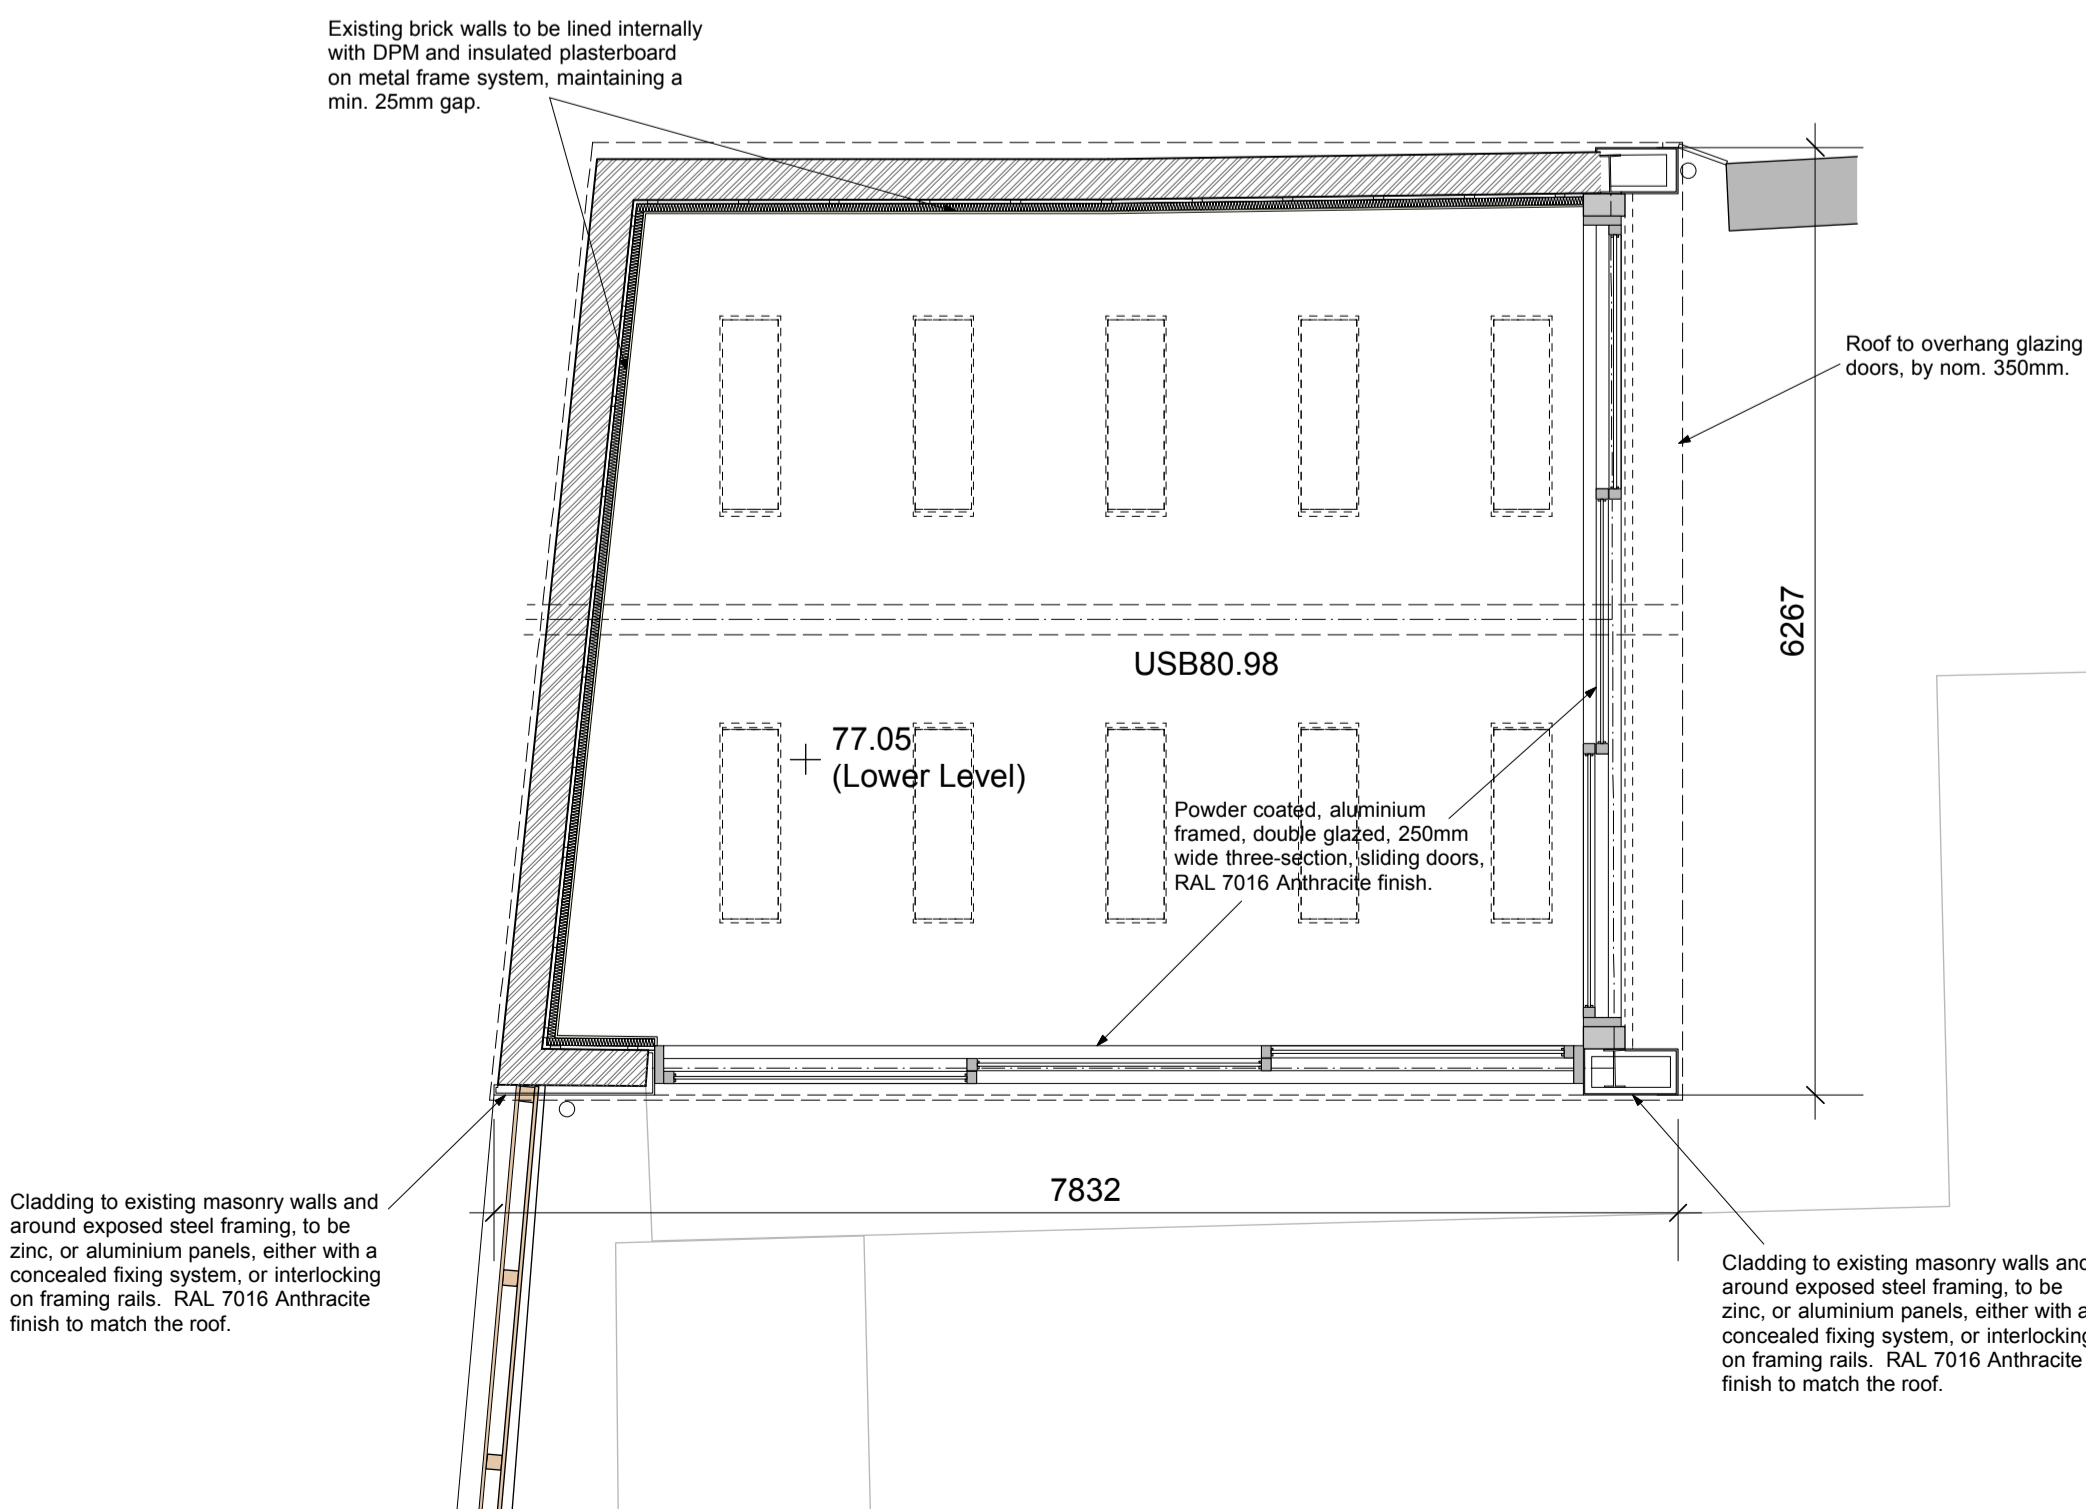 Existing brick walls to be lined internally
with DPM and insulated plasterboard
on metal frame system, maintaining a
min. 25mm gap.
Roof to overhang glazing
doors, by nom. 350mm.
6267
USB80.98
77.05
(Lower Level)
Powder coated, aluminium
framed, double glazed, 250mm
wide three-section, sliding doors,
RAL 7016 Anthracite finish.
7832
Cladding to existing masonry walls and
around exposed steel framing, to be
zinc, or aluminium panels, either with a
concealed fixing system, or interlocking
on framing rails. RAL 7016 Anthracite
finish to match the roof.
Cladding to existing masonry walls and
around exposed steel framing, to be
zinc, or aluminium panels, either with a
concealed fixing system, or interlocking
on framing rails. RAL 7016 Anthracite
finish to match the roof.